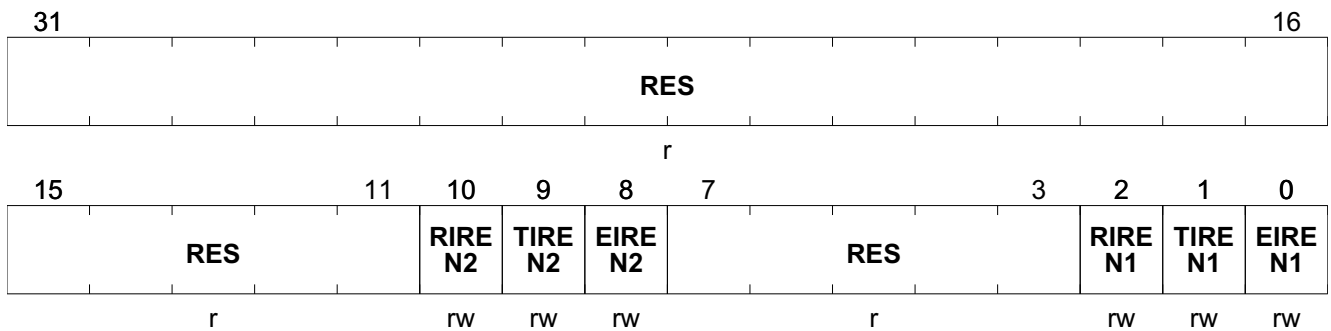 31 16
RES
r
15 11 10 9 8 7 3 2 1 0
RES RIRE N2 TIRE N2 EIRE N2 RES RIRE N1 TIRE N1 EIRE N1
r rw rw rw r rw rw rw